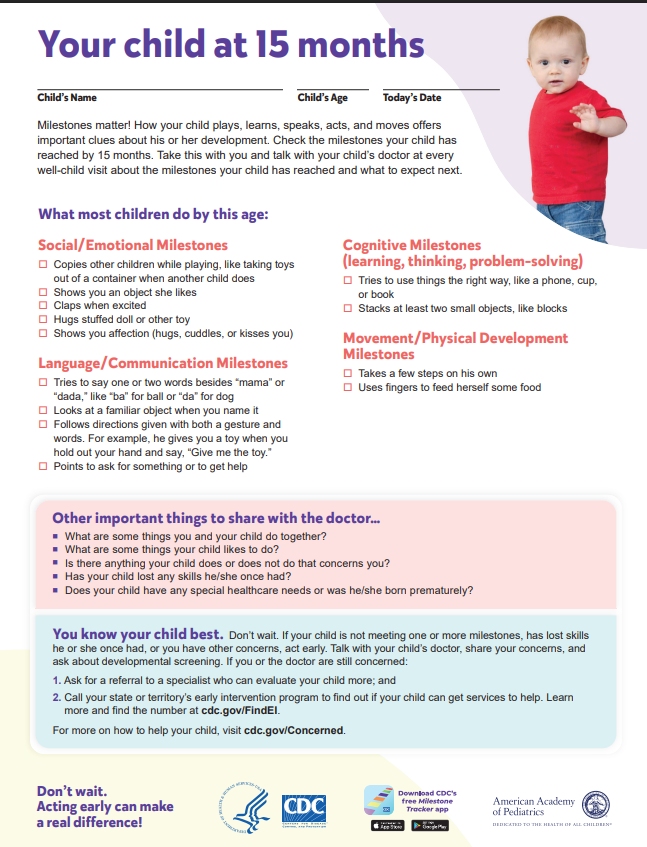 Your child at 15 months
Child's Name
Child's Age
Today's Date
Milestones matter! How your child plays, learns, speaks, acts, and moves offers
important clues about his or her development. Check the milestones your child has
reached by 15 months. Take this with you and talk with your child's doctor at every
well-child visit about the milestones your child has reached and what to expect next.
What most children do by this age:
Social/Emotional Milestones
Copies other children while playing, like taking toys
out of a container when another child does
Shows you an object she likes
Claps when excited
Hugs stuffed doll or other toy
Shows you affection (hugs, cuddles, or kisses you)
Language/Communication Milestones
Tries to say one or two words besides “mama” or
“dada,” like “ba” for ball or “da” for dog
Looks at a familiar object when you name it
Follows directions given with both a gesture and
words. For example, he gives you a toy when you
hold out your hand and say, “Give me the toy.”
Points to ask for something or to get help
Cognitive Milestones
(learning, thinking, problem-solving)
Tries to use things the right way, like a phone, cup,
or book
Stacks at least two small objects, like blocks
Movement/Physical Development
Milestones
Takes a few steps on his own
Uses fingers to feed herself some food
Other important things to share with the doctor…
What are some things you and your child do together?
What are some things your child likes to do?
Is there anything your child does or does not do that concerns you?
Has your child lost any skills he/she once had?
Does your child have any special healthcare needs or was he/she born prematurely?
You know your child best. Don't wait. If your child is not meeting one or more milestones, has lost skills
he or she once had, or you have other concerns, act early. Talk with your child's doctor, share your concerns, and
ask about developmental screening. If you or the doctor are still concerned:
1. Ask for a referral to a specialist who can evaluate your child more; and
2. Call your state or territory's early intervention program to find out if your child can get services to help. Learn
more and find the number at cdc.gov/FindEI.
For more on how to help your child, visit cdc.gov/Concerned.
Don't wait.
Acting early can make
a real difference!
CDC
Download CDC's
free Milestone
Tracker app
App Store
Google Play
American Academy
of Pediatrics
DEDICATED TO THE HEALTH OF ALL CHILDREN®